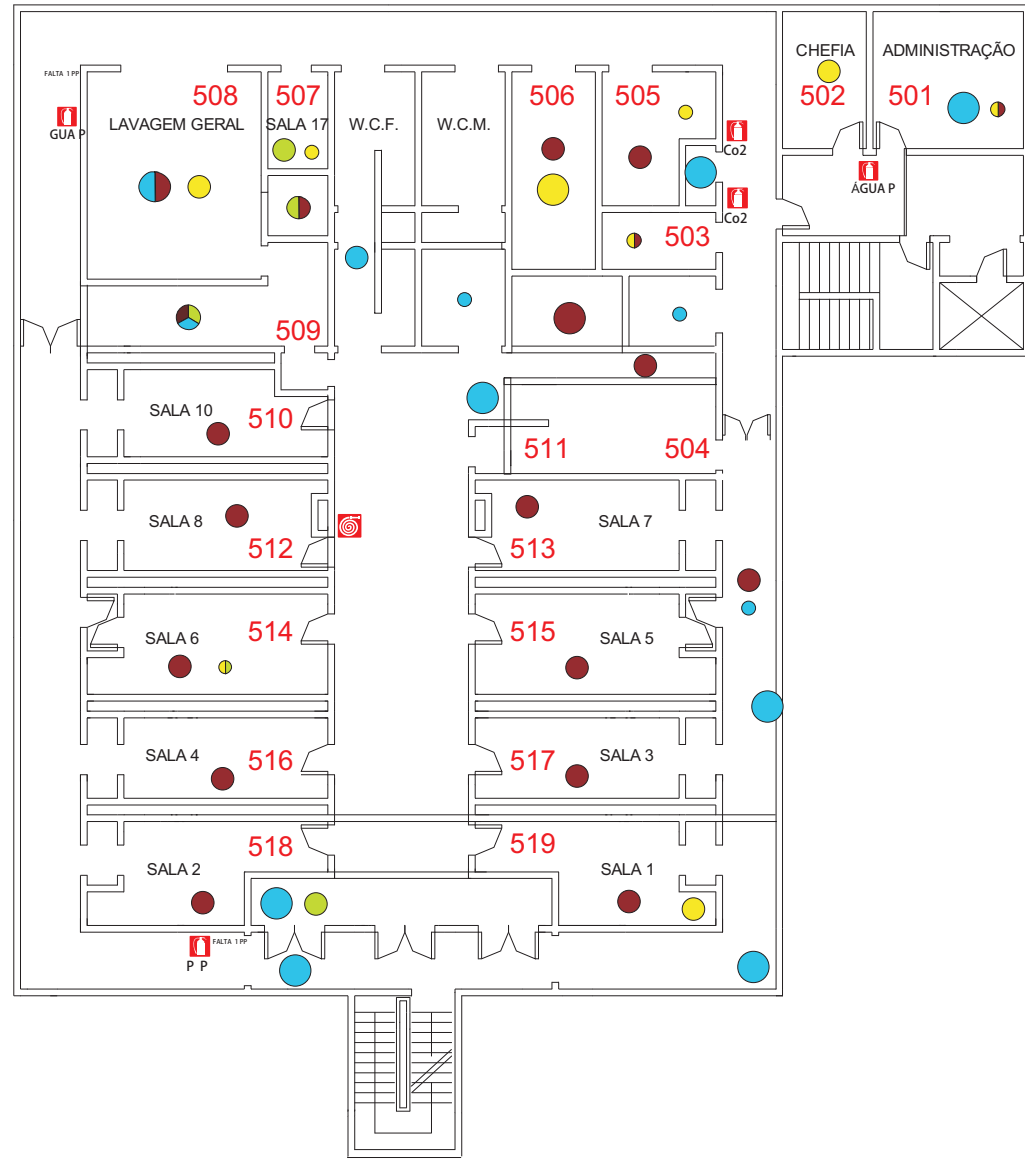 CHEFIA
ADMINISTRAÇÃO
502
501
FALTA 1 PP
508
507
506
505
GUA P
LAVAGEM GERAL
SALA 17
W.C.F.
W.C.M.
Co2
ÁGUA P
Co2
503
509
SALA 10
510
511
504
SALA 8
512
513
SALA 7
SALA 6
514
515
SALA 5
SALA 4
516
517
SALA 3
SALA 2
518
519
SALA 1
FALTA 1 PP
P P